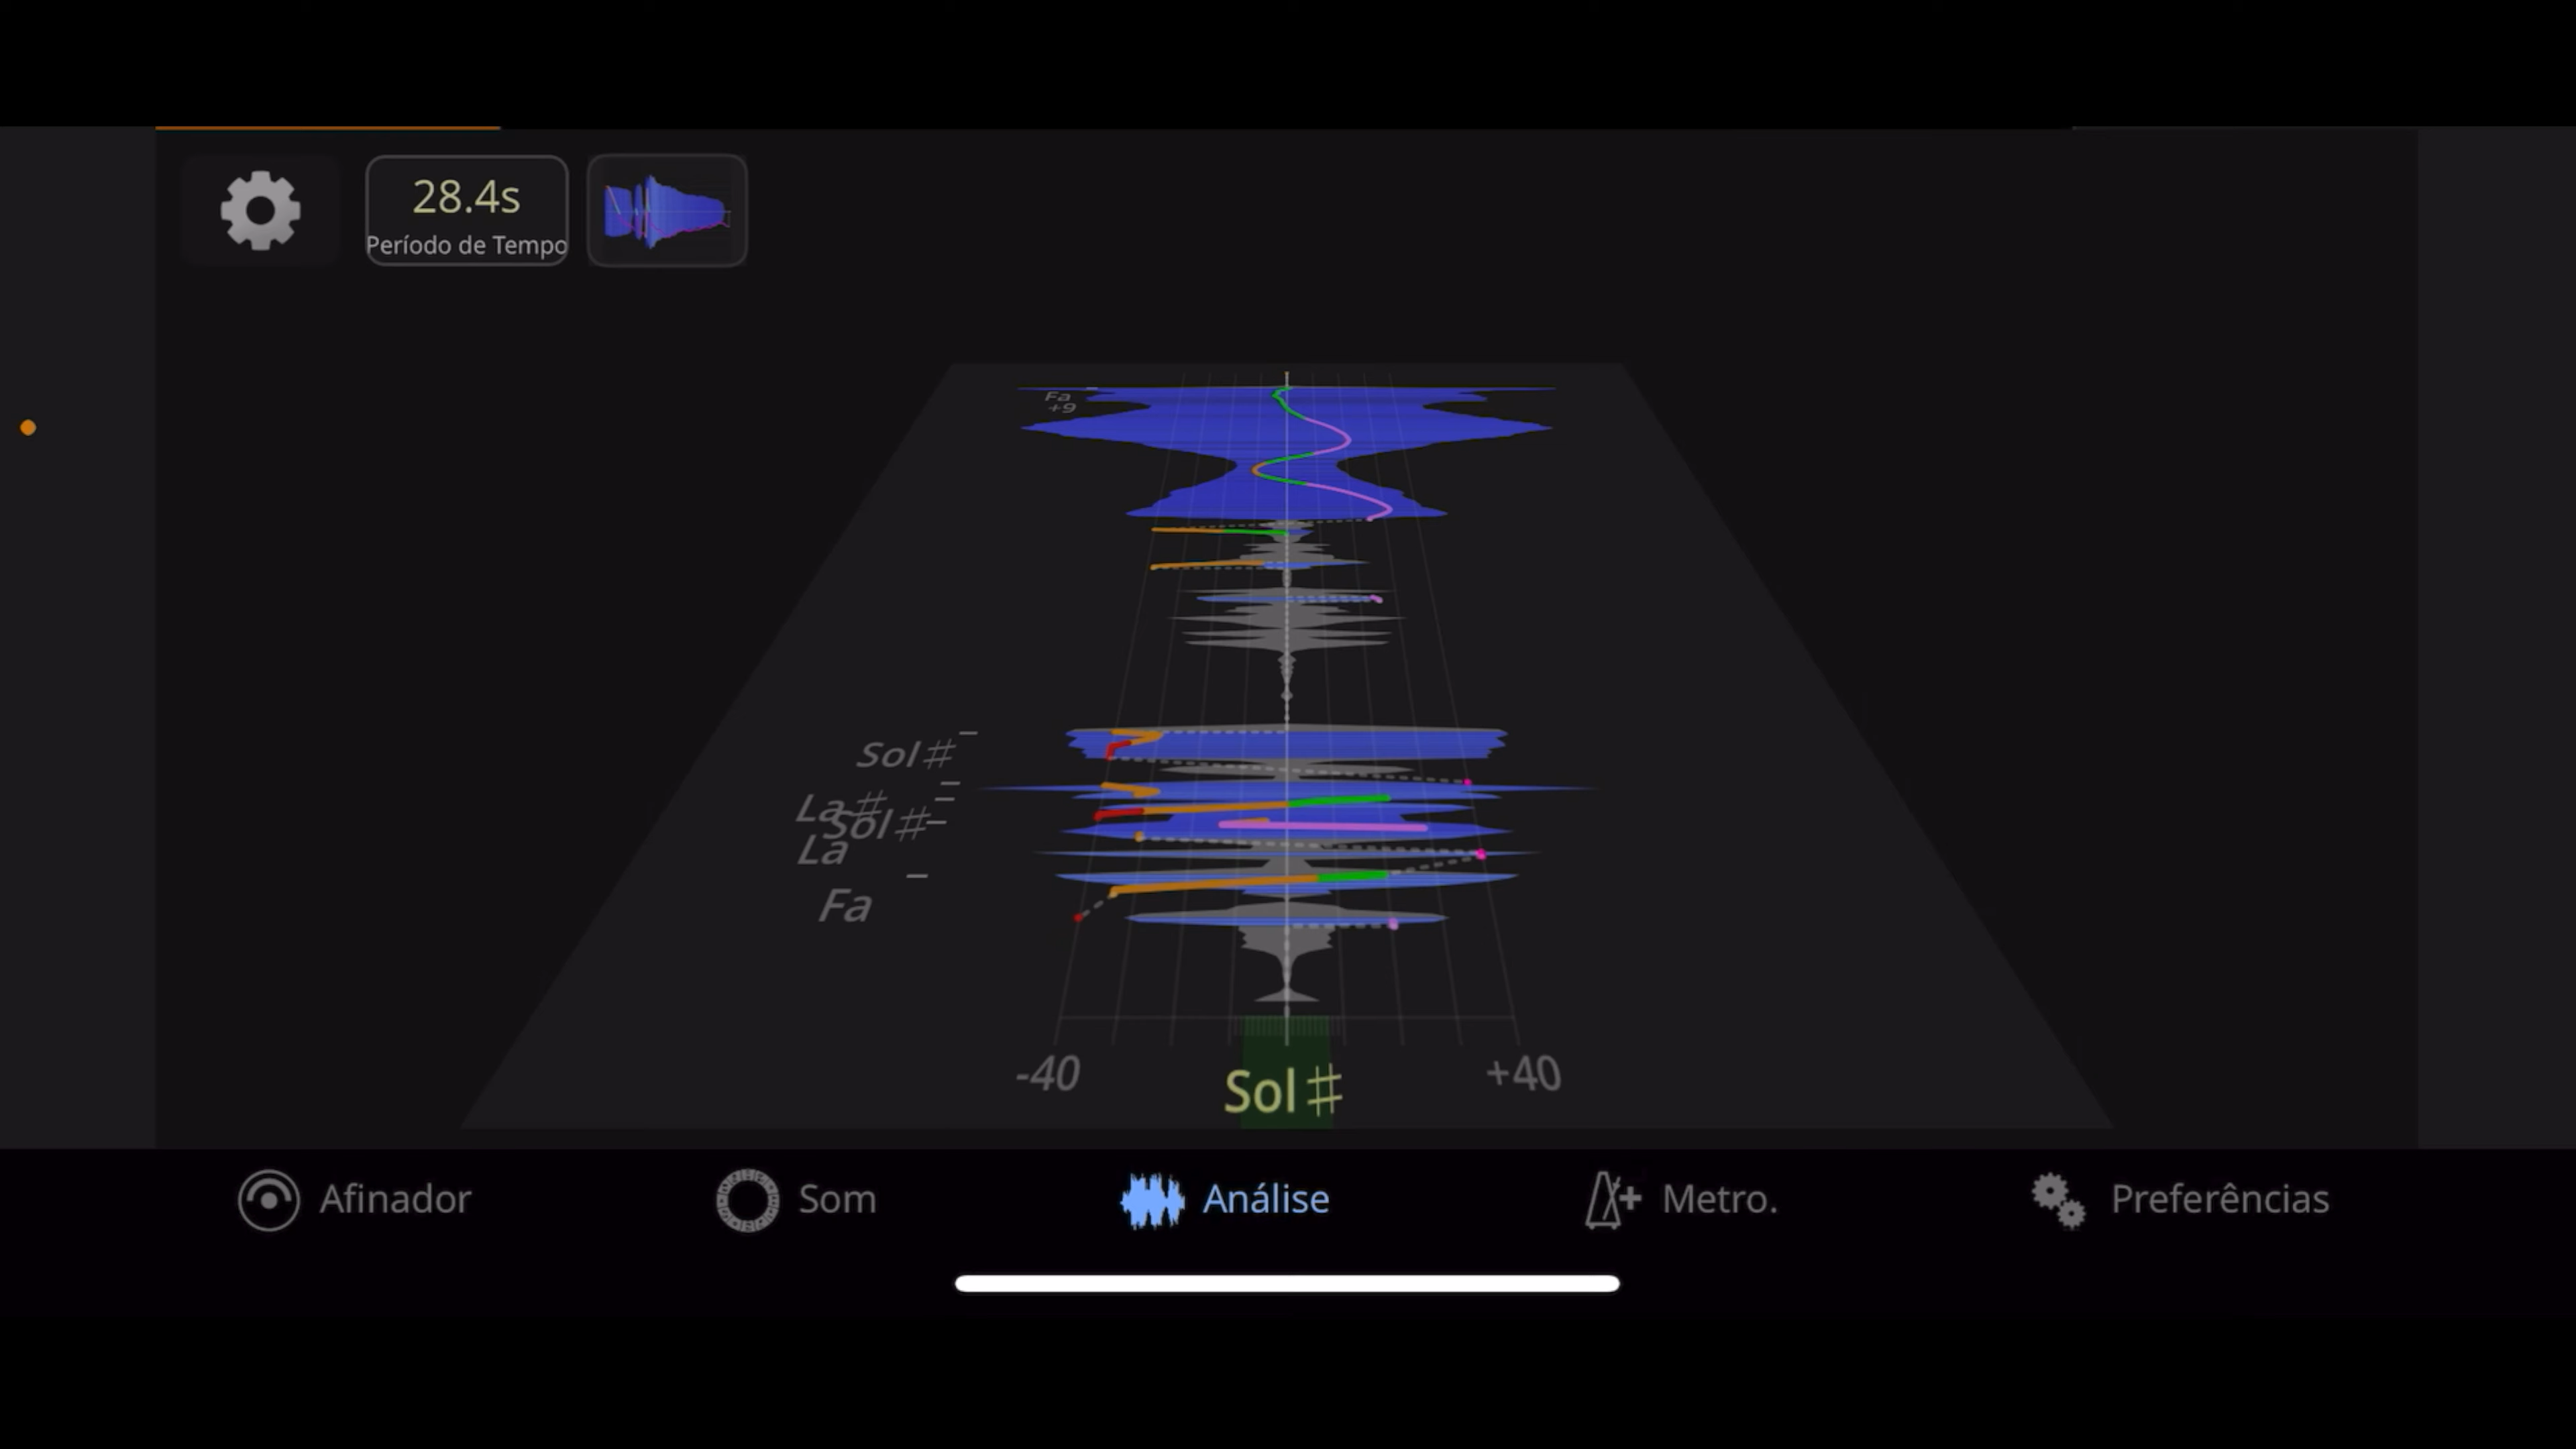 28.4s
Período de Tempo
Fa
+9
Sol#
La#
Sol#
La
Fa
-40
+40
Sol#
Afinador
Som
Análise
Metro.
Preferências